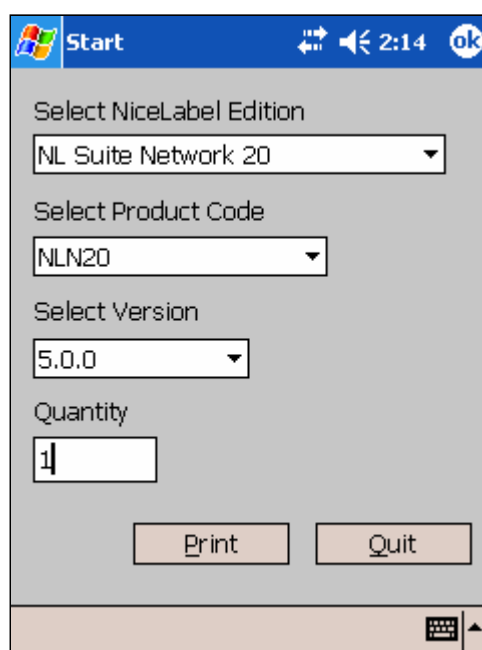 Start 2:14 ok
Select NiceLabel Edition
NL Suite Network 20
Select Product Code
NLN20
Select Version
5.0.0
Quantity
1
Print Quit